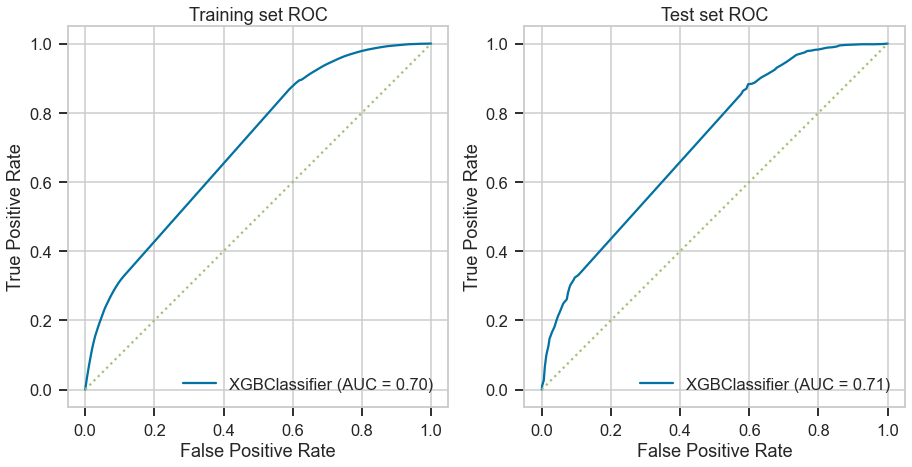 Training set ROC
True Positive Rate
1.0
0.8
0.6
0.4
0.2
0.0
XGBClassifier (AUC = 0.70)
0.0 0.2 0.4 0.6 0.8 1.0
False Positive Rate
Test set ROC
True Positive Rate
1.0
0.8
0.6
0.4
0.2
0.0
XGBClassifier (AUC = 0.71)
0.0 0.2 0.4 0.6 0.8 1.0
False Positive Rate